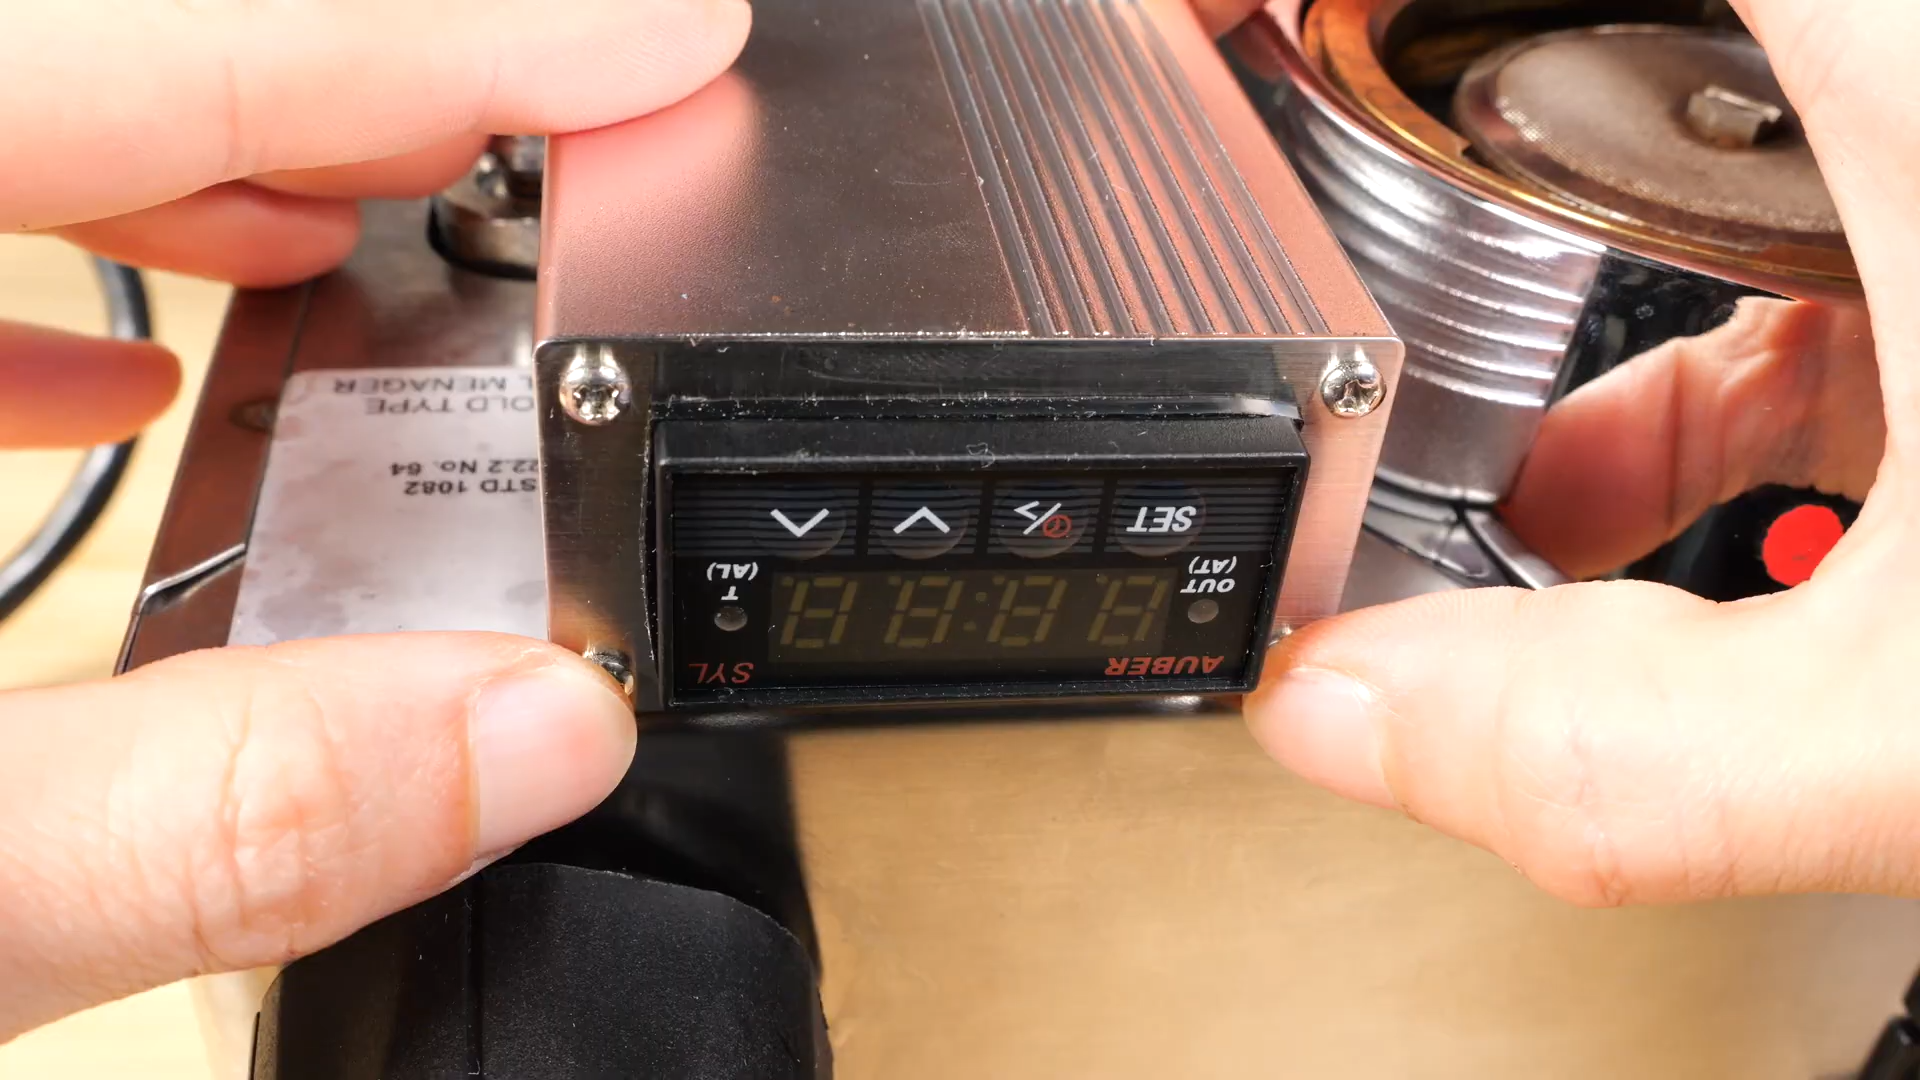 AUBER SYL
OUT
(AT)
T
(AL)
SET
STD 1082
22.2 No. 64
OLD TYPE
L MENAGER